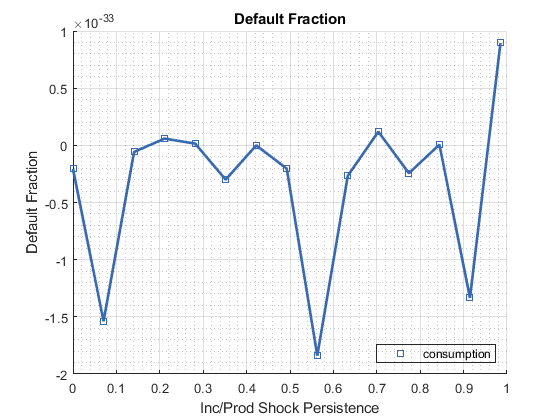 Default Fraction
×10-33
1
0.5
0
-0.5
-1
-1.5
-2
Default Fraction
consumption
0 0.1 0.2 0.3 0.4 0.5 0.6 0.7 0.8 0.9 1
Inc/Prod Shock Persistence